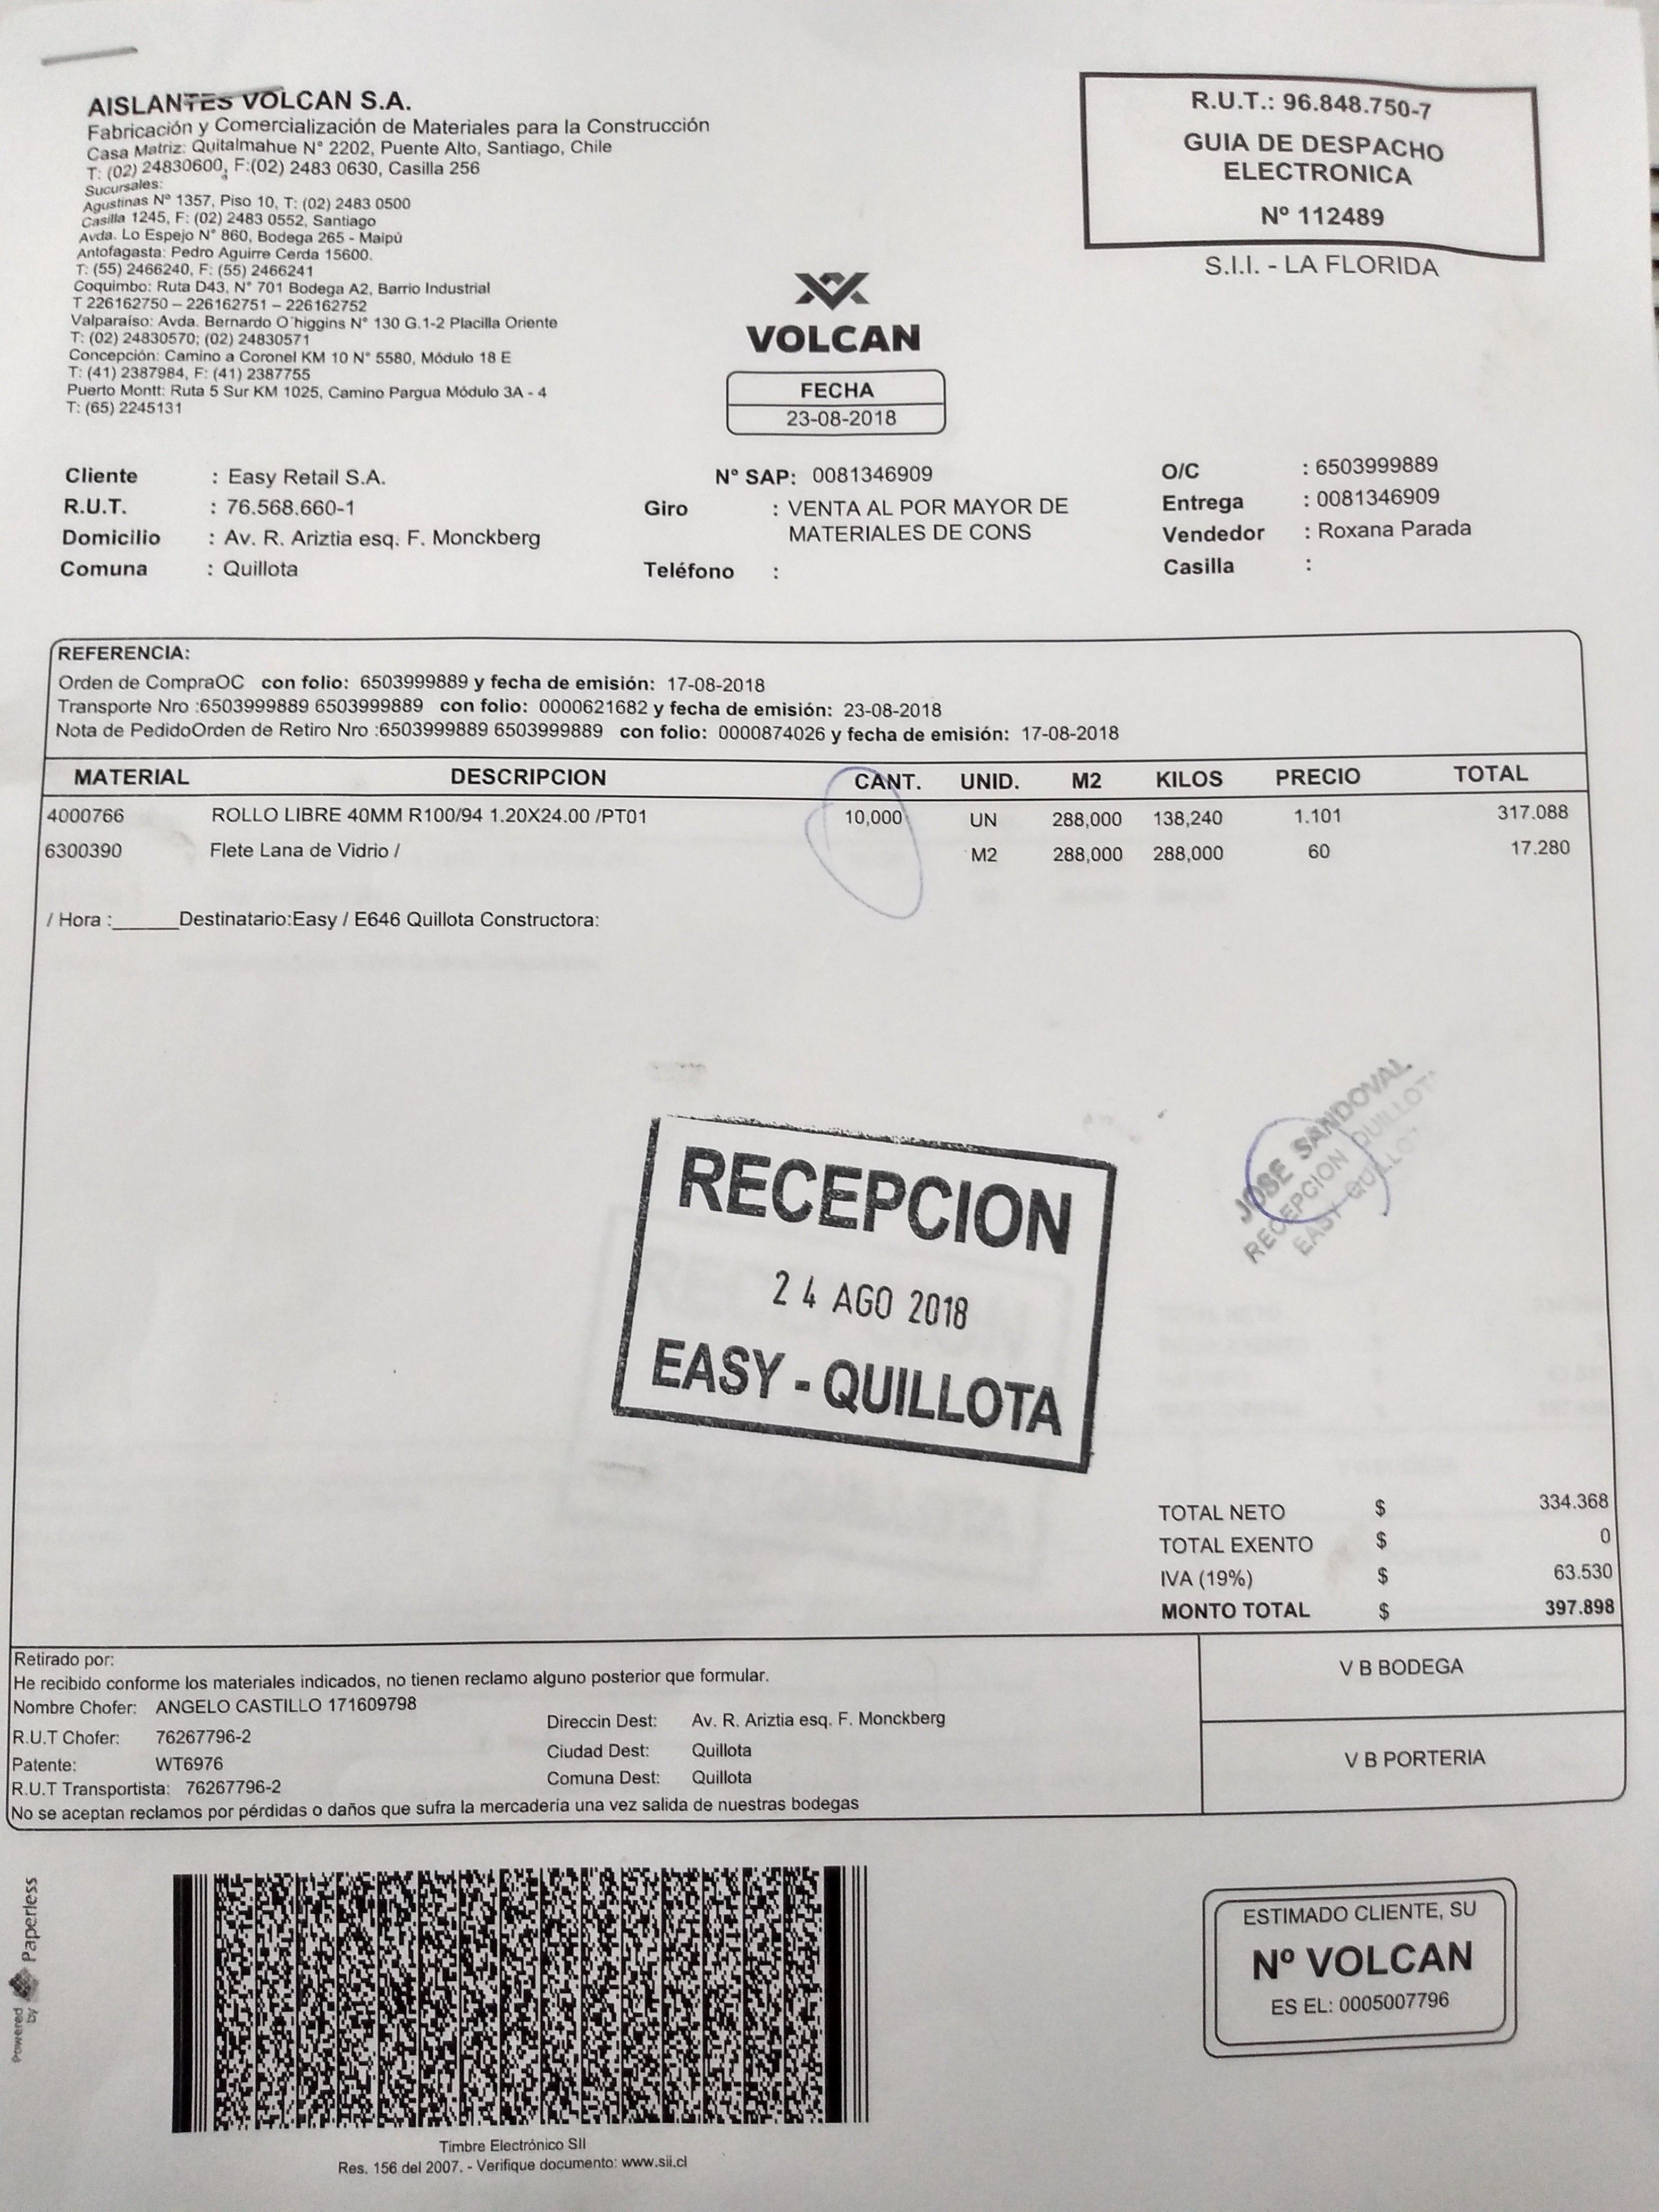 AISLANTES VOLCAN S.A.
Fabricación y Comercialización de Materiales para la Construcción
Casa Matriz: Quitalmahue N° 2202, Puente Alto, Santiago, Chile
T: (02) 24830600, F:(02) 2483 0630, Casilla 256
Sucursales:
Agustinas Nº 1357, Piso 10, T: (02) 2483 0500
Casilla 1245, F: (02) 2483 0552, Santiago
Avda. Lo Espejo N° 860, Bodega 265 - Maipù
Antofagasta: Pedro Aguirre Cerda 15600.
T: (55) 2466240, F: (55) 2466241
Coquimbo: Ruta D43, N° 701 Bodega A2, Barrio Industrial
T 226162750 – 226162751 – 226162752
Valparaíso: Avda. Bernardo O´higgins N° 130 G.1-2 Placilla Oriente
T: (02) 24830570; (02) 24830571
Concepción: Camino a Coronel KM 10 N° 5580, Módulo 18 E
T: (41) 2387984, F: (41) 2387755
Puerto Montt: Ruta 5 Sur KM 1025, Camino Pargua Módulo 3A - 4
T: (65) 2245131
R.U.T.: 96.848.750-7
GUIA DE DESPACHO
ELECTRONICA
Nº 112489
S.I.I. - LA FLORIDA
VOLCAN
FECHA
23-08-2018
Cliente : Easy Retail S.A. N° SAP: 0081346909 O/C : 6503999889
R.U.T. : 76.568.660-1 Giro : VENTA AL POR MAYOR DE Entrega : 0081346909
Domicilio : Av. R. Ariztia esq. F. Monckberg MATERIALES DE CONS Vendedor : Roxana Parada
Comuna : Quillota Teléfono : Casilla :
REFERENCIA:
Orden de CompraOC con folio: 6503999889 y fecha de emisión: 17-08-2018
Transporte Nro :6503999889 6503999889 con folio: 0000621682 y fecha de emisión: 23-08-2018
Nota de PedidoOrden de Retiro Nro :6503999889 6503999889 con folio: 0000874026 y fecha de emisión: 17-08-2018
MATERIAL DESCRIPCION CANT. UNID. M2 KILOS PRECIO TOTAL
4000766 ROLLO LIBRE 40MM R100/94 1.20X24.00 /PT01 10,000 UN 288,000 138,240 1.101 317.088
6300390 Flete Lana de Vidrio / M2 288,000 288,000 60 17.280
/ Hora :______Destinatario:Easy / E646 Quillota Constructora:
JOSE SANDOVAL
RECEPCION QUILLOTA
EASY QUILLOTA
RECEPCION
24 AGO 2018
EASY - QUILLOTA
TOTAL NETO $ 334.368
TOTAL EXENTO $ 0
IVA (19%) $ 63.530
MONTO TOTAL $ 397.898
Retirado por:
He recibido conforme los materiales indicados, no tienen reclamo alguno posterior que formular.
Nombre Chofer: ANGELO CASTILLO 171609798
R.U.T Chofer: 76267796-2
Patente: WT6976
R.U.T Transportista: 76267796-2
Direccin Dest: Av. R. Ariztia esq. F. Monckberg
Ciudad Dest: Quillota
Comuna Dest: Quillota
No se aceptan reclamos por pérdidas o daños que sufra la mercadería una vez salida de nuestras bodegas
V B BODEGA
V B PORTERIA
Powered by Paperless
Timbre Electrónico SII
Res. 156 del 2007. - Verifique documento: www.sii.cl
ESTIMADO CLIENTE, SU
Nº VOLCAN
ES EL: 0005007796